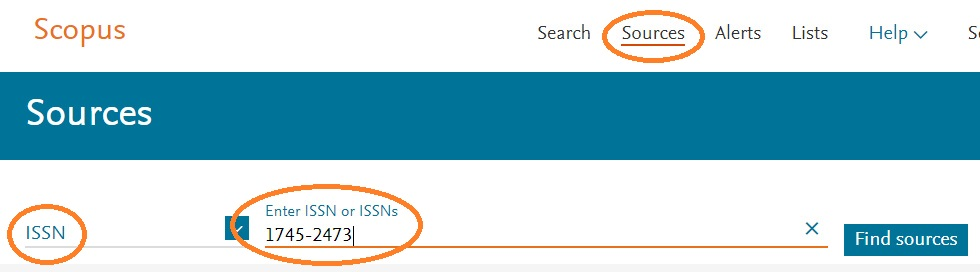 Scopus
Search Sources Alerts Lists Help
Sources
Enter ISSN or ISSNs
ISSN 1745-2473 Find sources